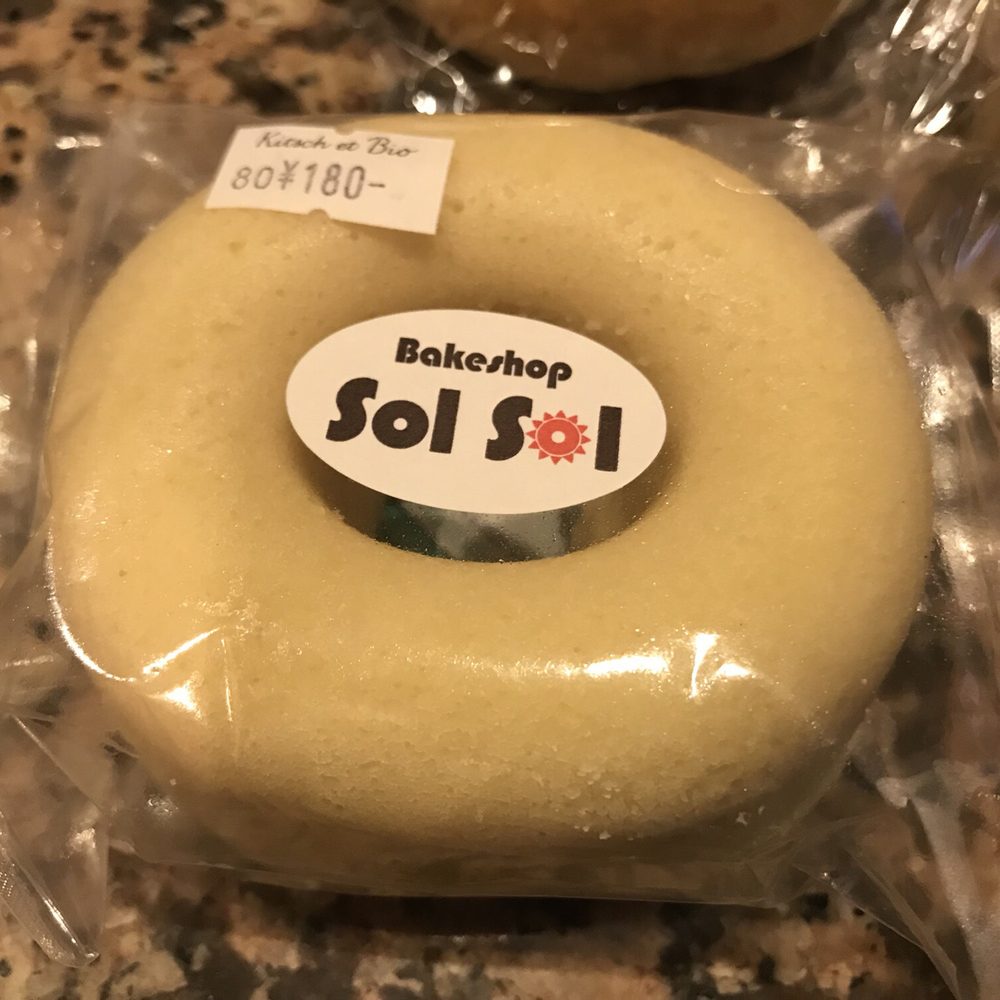 Kitsch et Bio
80¥180-
Bakeshop
Sol Sol